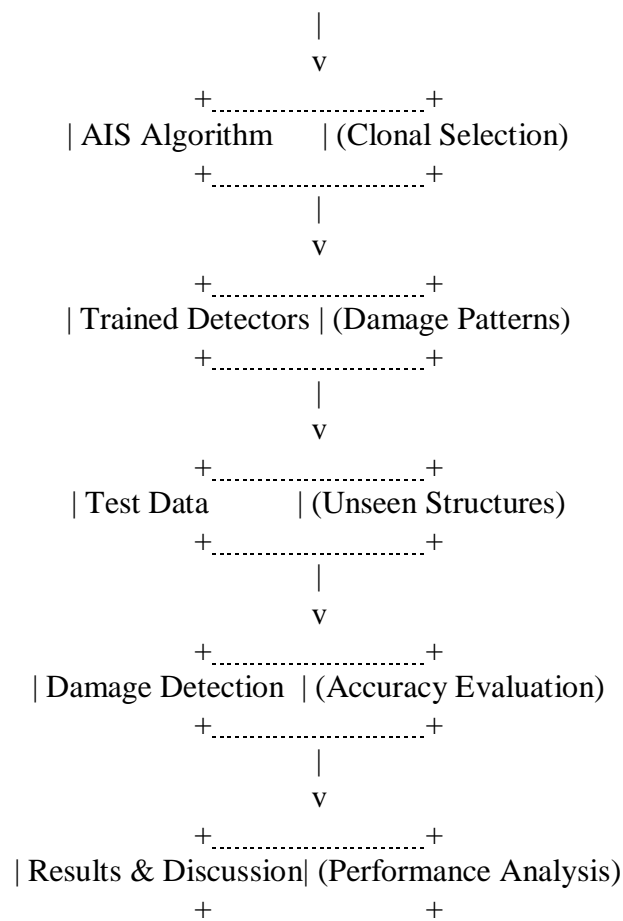 |
v
+--------------------+
| AIS Algorithm | (Clonal Selection)
+--------------------+
|
v
+--------------------+
| Trained Detectors | (Damage Patterns)
+--------------------+
|
v
+--------------------+
| Test Data | (Unseen Structures)
+--------------------+
|
v
+--------------------+
| Damage Detection | (Accuracy Evaluation)
+--------------------+
|
v
+--------------------+
| Results & Discussion| (Performance Analysis)
+ +